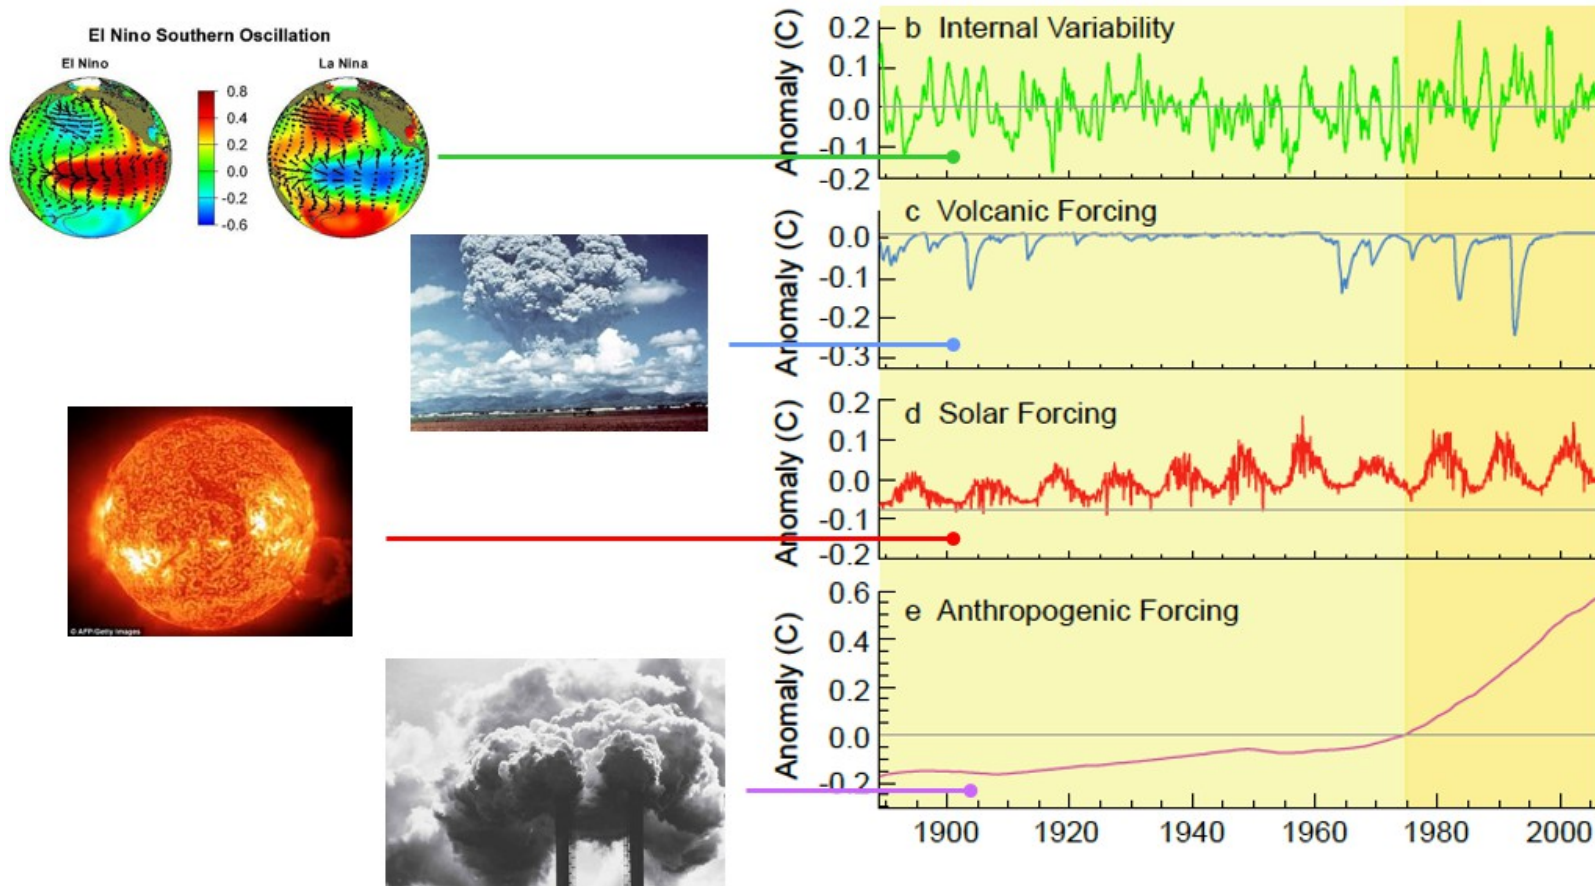 El Nino Southern Oscillation
El Nino
La Nina
0.8
0.4
0.2
0.0
-0.2
-0.6
© AFP/Getty Images
b Internal Variability
Anomaly (C)
0.2
0.1
0.0
-0.1
-0.2
c Volcanic Forcing
Anomaly (C)
0.0
-0.1
-0.2
-0.3
d Solar Forcing
Anomaly (C)
0.2
0.1
0.0
-0.1
-0.2
e Anthropogenic Forcing
Anomaly (C)
0.6
0.4
0.2
0.0
-0.2
1900 1920 1940 1960 1980 2000